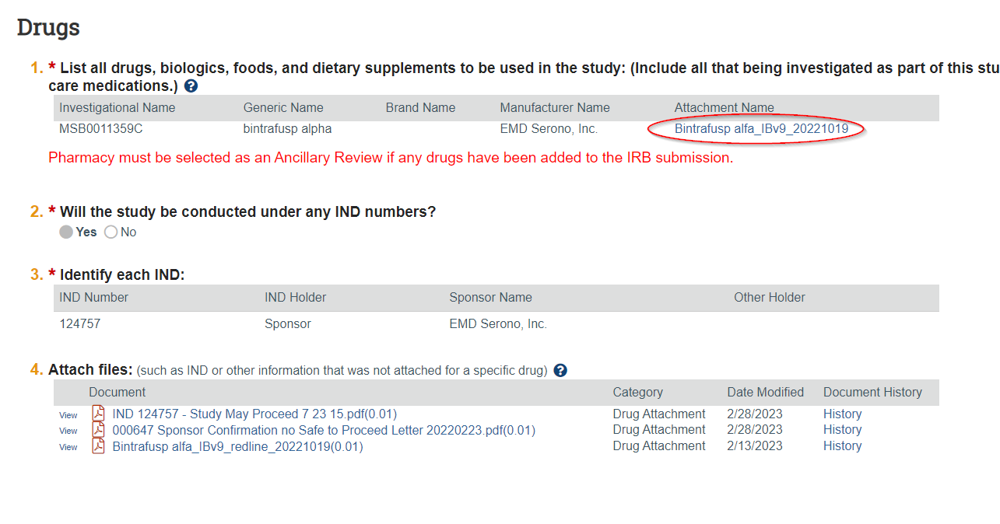 Drugs
1. * List all drugs, biologics, foods, and dietary supplements to be used in the study: (Include all that being investigated as part of this stu
care medications.) ?
Investigational Name Generic Name Brand Name Manufacturer Name Attachment Name
MSB0011359C bintrafusp alpha EMD Serono, Inc. Bintrafusp alfa_IBv9_20221019
Pharmacy must be selected as an Ancillary Review if any drugs have been added to the IRB submission.
2. * Will the study be conducted under any IND numbers?
Yes No
3. * Identify each IND:
IND Number IND Holder Sponsor Name Other Holder
124757 Sponsor EMD Serono, Inc.
4. Attach files: (such as IND or other information that was not attached for a specific drug) ?
Document Category Date Modified Document History
View IND 124757 - Study May Proceed 7 23 15.pdf(0.01) Drug Attachment 2/28/2023 History
View 000647 Sponsor Confirmation no Safe to Proceed Letter 20220223.pdf(0.01) Drug Attachment 2/28/2023 History
View Bintrafusp alfa_IBv9_redline_20221019(0.01) Drug Attachment 2/13/2023 History